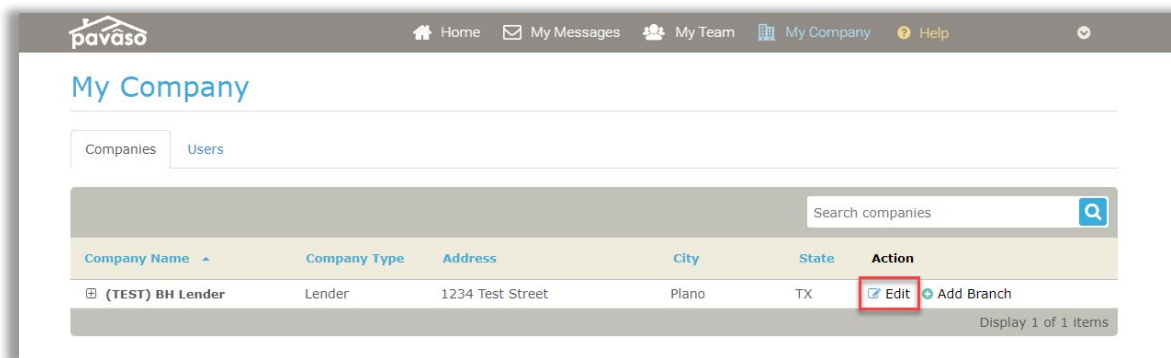 pavaso Home My Messages My Team My Company ? Help
My Company
Companies Users
Search companies
Company Name Company Type Address City State Action
(TEST) BH Lender Lender 1234 Test Street Plano TX Edit Add Branch
Display 1 of 1 items